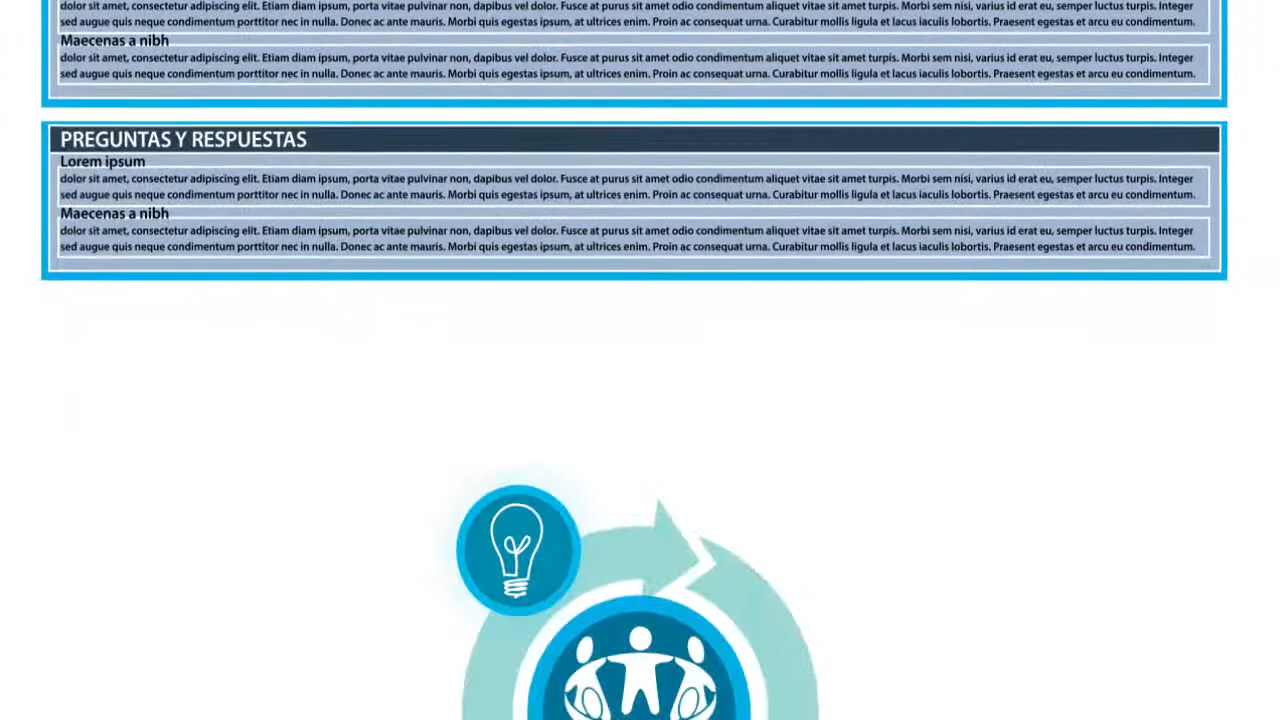 dolor sit amet, consectetur adipiscing elit. Etiam diam ipsum, porta vitae pulvinar non, dapibus vel dolor. Fusce at purus sit amet odio condimentum aliquet vitae sit amet turpis. Morbi sem nisi, varius id erat eu, semper luctus turpis. Integer
sed augue quis neque condimentum porttitor nec in nulla. Donec ac ante mauris. Morbi quis egestas ipsum, at ultrices enim. Proin ac consequat urna. Curabitur mollis ligula et lacus iaculis lobortis. Praesent egestas et arcu eu condimentum.
Maecenas a nibh
dolor sit amet, consectetur adipiscing elit. Etiam diam ipsum, porta vitae pulvinar non, dapibus vel dolor. Fusce at purus sit amet odio condimentum aliquet vitae sit amet turpis. Morbi sem nisi, varius id erat eu, semper luctus turpis. Integer
sed augue quis neque condimentum porttitor nec in nulla. Donec ac ante mauris. Morbi quis egestas ipsum, at ultrices enim. Proin ac consequat urna. Curabitur mollis ligula et lacus iaculis lobortis. Praesent egestas et arcu eu condimentum.
PREGUNTAS Y RESPUESTAS
Lorem ipsum
dolor sit amet, consectetur adipiscing elit. Etiam diam ipsum, porta vitae pulvinar non, dapibus vel dolor. Fusce at purus sit amet odio condimentum aliquet vitae sit amet turpis. Morbi sem nisi, varius id erat eu, semper luctus turpis. Integer
sed augue quis neque condimentum porttitor nec in nulla. Donec ac ante mauris. Morbi quis egestas ipsum, at ultrices enim. Proin ac consequat urna. Curabitur mollis ligula et lacus iaculis lobortis. Praesent egestas et arcu eu condimentum.
Maecenas a nibh
dolor sit amet, consectetur adipiscing elit. Etiam diam ipsum, porta vitae pulvinar non, dapibus vel dolor. Fusce at purus sit amet odio condimentum aliquet vitae sit amet turpis. Morbi sem nisi, varius id erat eu, semper luctus turpis. Integer
sed augue quis neque condimentum porttitor nec in nulla. Donec ac ante mauris. Morbi quis egestas ipsum, at ultrices enim. Proin ac consequat urna. Curabitur mollis ligula et lacus iaculis lobortis. Praesent egestas et arcu eu condimentum.